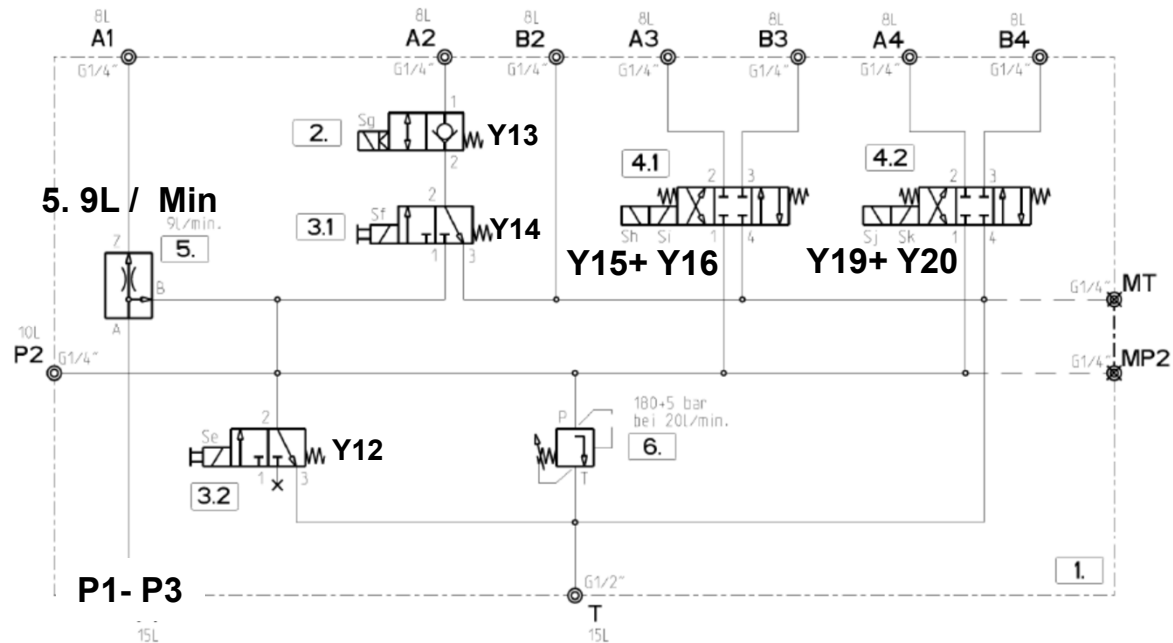 8L 8L 8L 8L 8L 8L 8L
A1 A2 B2 A3 B3 A4 B4
G1/4" G1/4" G1/4" G1/4" G1/4" G1/4" G1/4"
1
2. Sg Y13
2
4.1 2 3
4.2 2 3
5. 9L / Min
9l/min.
3.1 Sf 2 Y14
1 3
Sh Si 1 4
Sj Sk 1 4
Y15+ Y16
Y19+ Y20
Z 5.
B
A
G1/4" MT
10L
P2 G1/4"
G1/4" MP2
180+5 bar
bei 20l/min.
P
6.
T
2
Se Y12
1 3
3.2
1.
P1- P3
G1/2"
T
15L 15L